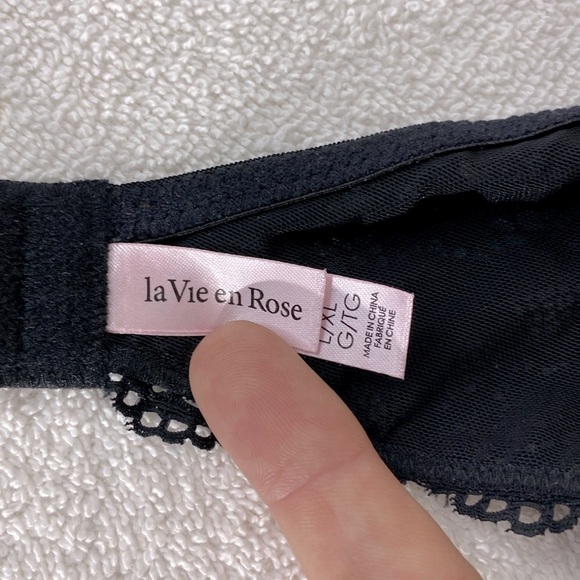 la Vie en Rose
L/XL
G/TG
MADE IN CHINA
FABRIQUÉ
EN CHINE